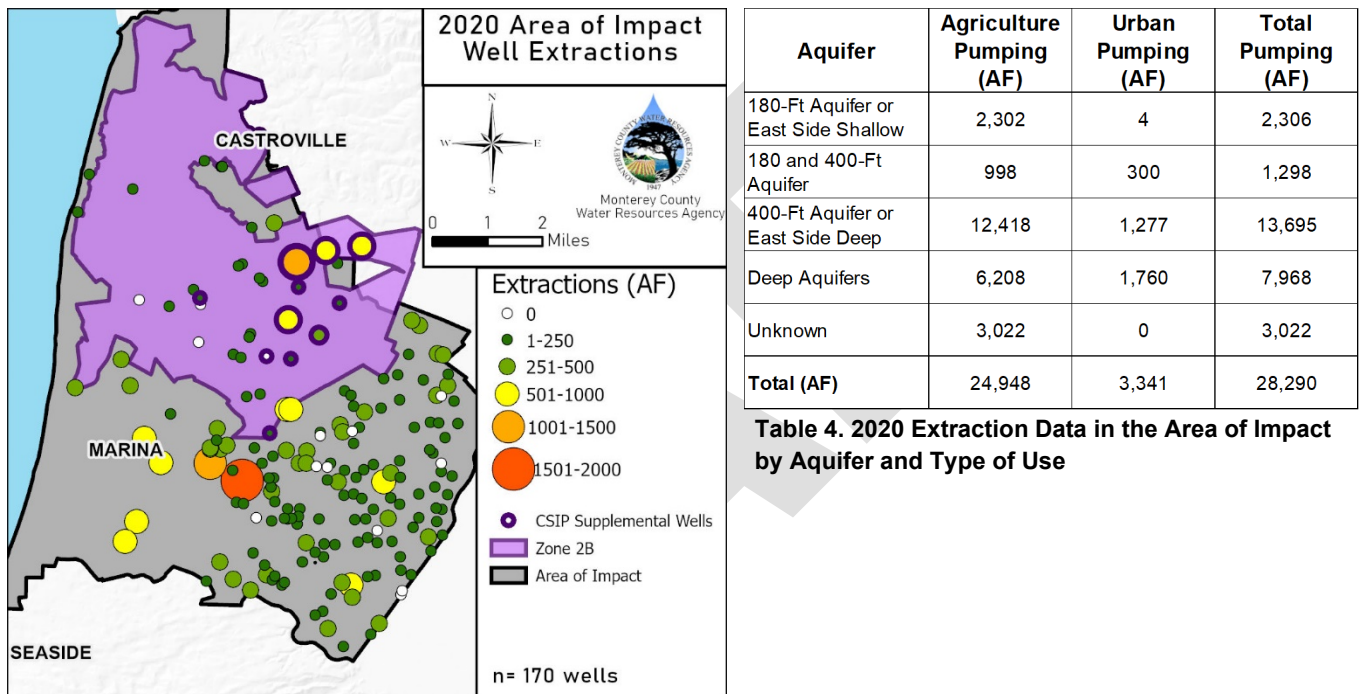 2020 Area of Impact
Well Extractions
N
W E
S
MONTEREY COUNTY WATER RESOURCES AGENCY
1947
Monterey County
Water Resources Agency
0 1 2
Miles
CASTROVILLE
MARINA
SEASIDE
Extractions (AF)
0
1-250
251-500
501-1000
1001-1500
1501-2000
CSIP Supplemental Wells
Zone 2B
Area of Impact
n= 170 wells
Aquifer Agriculture Pumping (AF) Urban Pumping (AF) Total Pumping (AF)
180-Ft Aquifer or East Side Shallow 2,302 4 2,306
180 and 400-Ft Aquifer 998 300 1,298
400-Ft Aquifer or East Side Deep 12,418 1,277 13,695
Deep Aquifers 6,208 1,760 7,968
Unknown 3,022 0 3,022
Total (AF) 24,948 3,341 28,290
Table 4. 2020 Extraction Data in the Area of Impact
by Aquifer and Type of Use